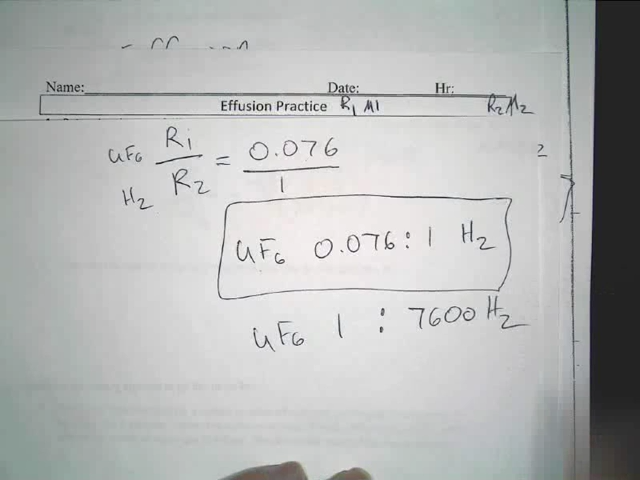 Name: Date: Hr:
Effusion Practice R1 M1 R2 M2
UF6 R1 = 0.076
H2 R2 1
2
UF6 0.076 : 1 H2
UF6 1 : 7600 H2